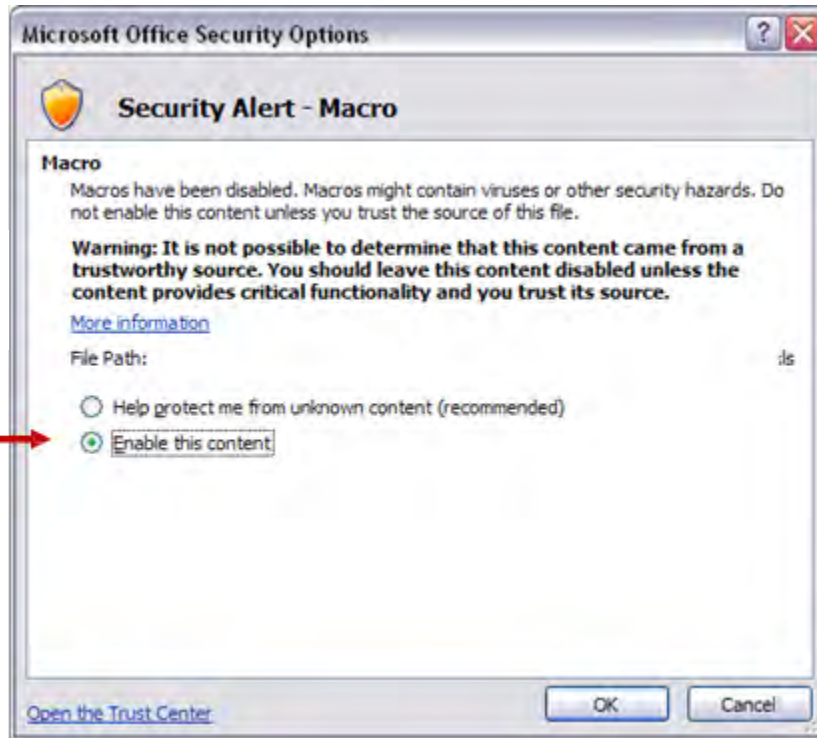 Microsoft Office Security Options
?
Security Alert - Macro
Macro
Macros have been disabled. Macros might contain viruses or other security hazards. Do
not enable this content unless you trust the source of this file.
Warning: It is not possible to determine that this content came from a
trustworthy source. You should leave this content disabled unless the
content provides critical functionality and you trust its source.
More information
File Path:
Help protect me from unknown content (recommended)
Enable this content
Open the Trust Center
OK
Cancel